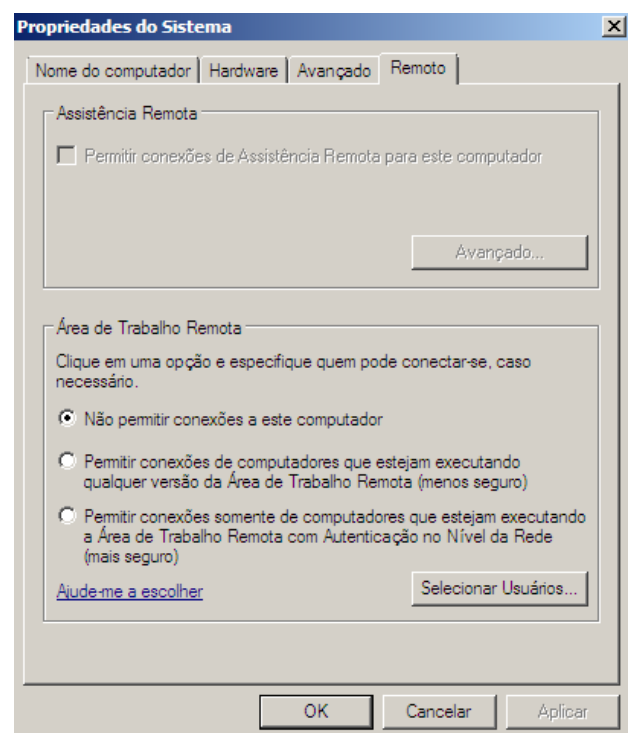 Propriedades do Sistema
Nome do computador Hardware Avançado Remoto
Assistência Remota
Permitir conexões de Assistência Remota para este computador
Avançado...
Área de Trabalho Remota
Clique em uma opção e especifique quem pode conectar-se, caso
necessário.
Não permitir conexões a este computador
Permitir conexões de computadores que estejam executando
qualquer versão da Área de Trabalho Remota (menos seguro)
Permitir conexões somente de computadores que estejam executando
a Área de Trabalho Remota com Autenticação no Nível da Rede
(mais seguro)
Ajude-me a escolher
Selecionar Usuários...
OK Cancelar Aplicar